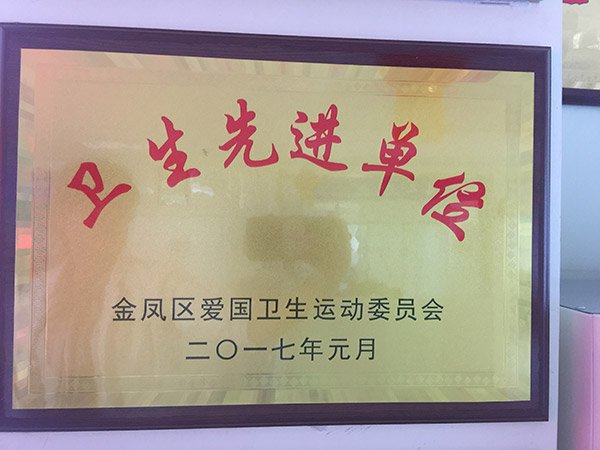 卫生先进单位
金凤区爱国卫生运动委员会
二〇一七年元月